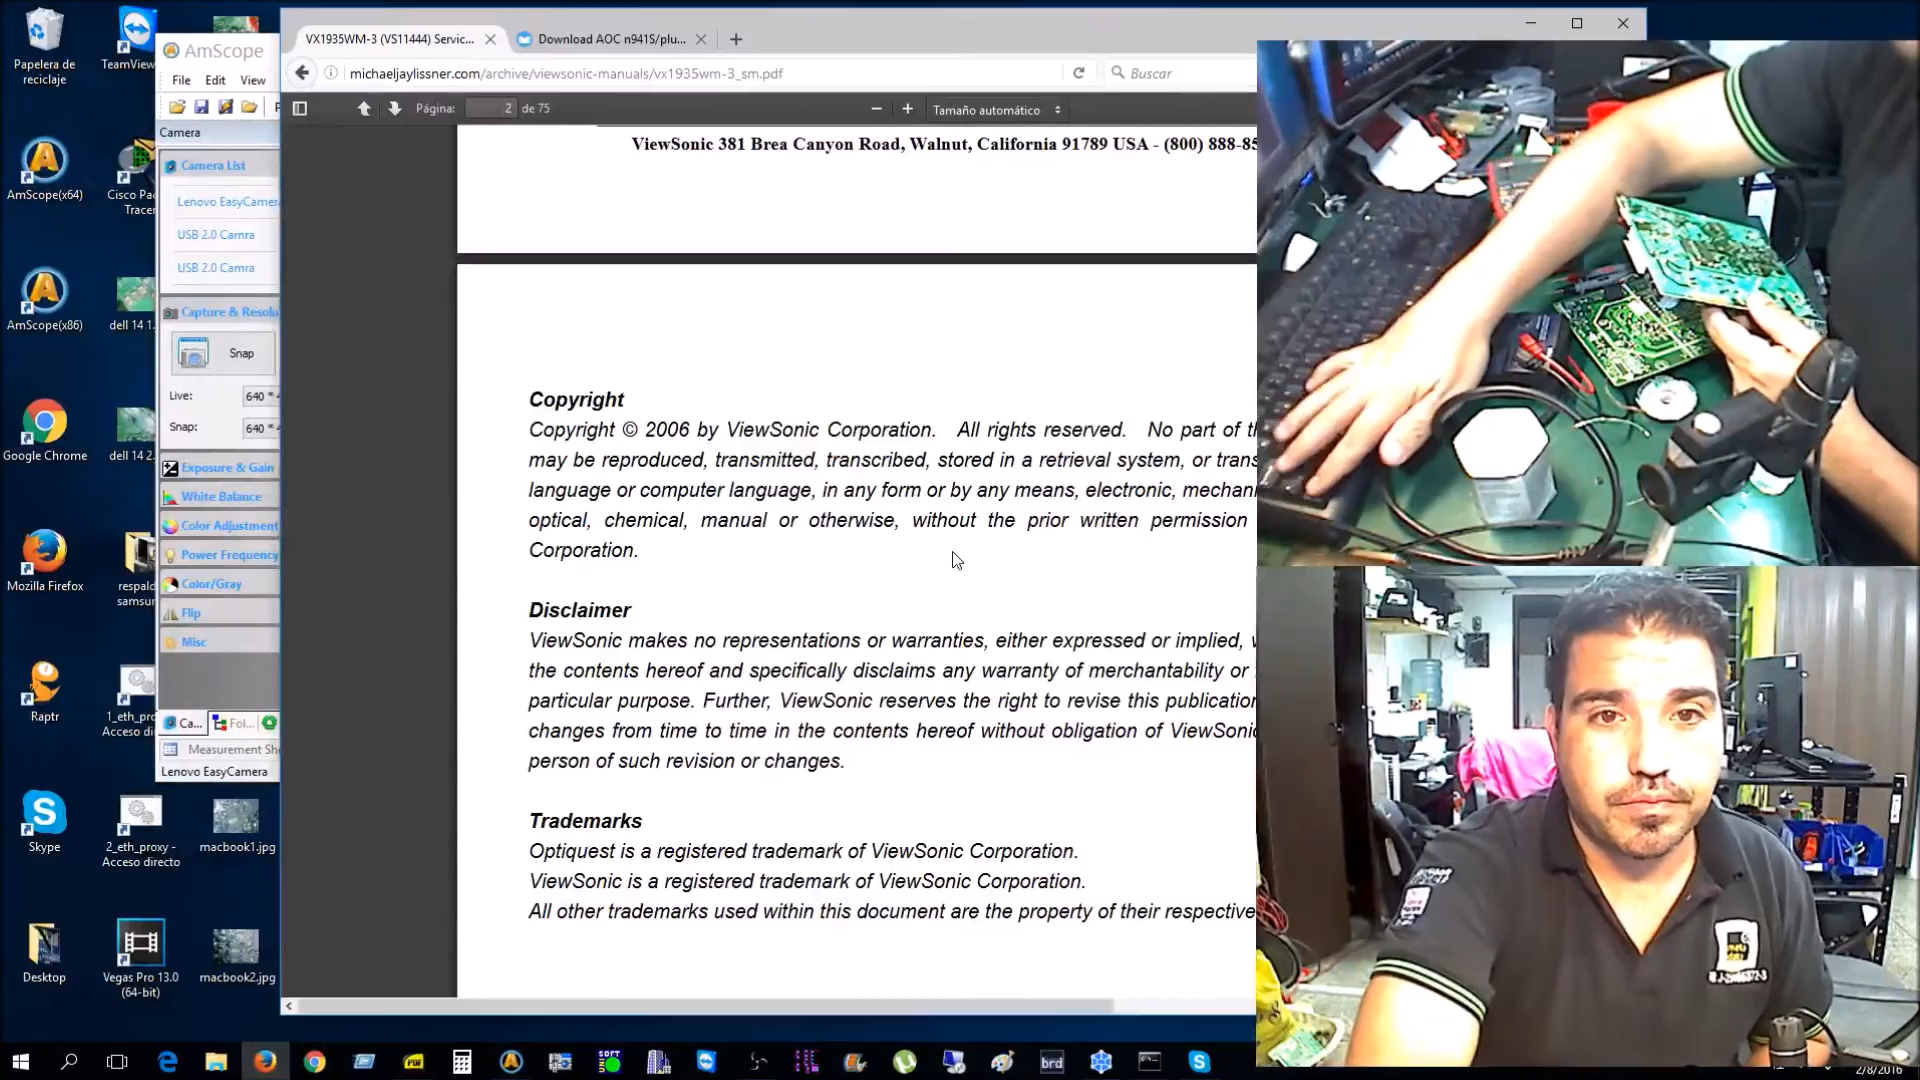 Papelera de
reciclaje
TeamView
AmScope(x64)
Cisco Pac
Tracer
AmScope(x86)
dell 14 1.
Google Chrome
dell 14 2.
Mozilla Firefox
respald
samsun
Raptr
1_eth_pro
Acceso di
Skype
2_eth_proxy -
Acceso directo
macbook1.jpg
Desktop
Vegas Pro 13.0
(64-bit)
macbook2.jpg
AmScope
File Edit View
Camera
Camera List
Lenovo EasyCamer
USB 2.0 Camra
USB 2.0 Camra
Capture & Resolu
Snap
Live: 640 *
Snap: 640 *
Exposure & Gain
White Balance
Color Adjustment
Power Frequency
Color/Gray
Flip
Misc
Ca... Fol...
Measurement Sh
Lenovo EasyCamera
VX1935WM-3 (VS11444) Servic...
Download AOC n941S/plu...
michaeljaylissner.com/archive/viewsonic-manuals/vx1935wm-3_sm.pdf
Buscar
Página: 2 de 75
Tamaño automático
ViewSonic 381 Brea Canyon Road, Walnut, California 91789 USA - (800) 888-85
Copyright
Copyright © 2006 by ViewSonic Corporation. All rights reserved. No part of th
may be reproduced, transmitted, transcribed, stored in a retrieval system, or trans
language or computer language, in any form or by any means, electronic, mechani
optical, chemical, manual or otherwise, without the prior written permission
Corporation.
Disclaimer
ViewSonic makes no representations or warranties, either expressed or implied, w
the contents hereof and specifically disclaims any warranty of merchantability or
particular purpose. Further, ViewSonic reserves the right to revise this publication
changes from time to time in the contents hereof without obligation of ViewSonic
person of such revision or changes.
Trademarks
Optiquest is a registered trademark of ViewSonic Corporation.
ViewSonic is a registered trademark of ViewSonic Corporation.
All other trademarks used within this document are the property of their respective
brd
2/8/2016